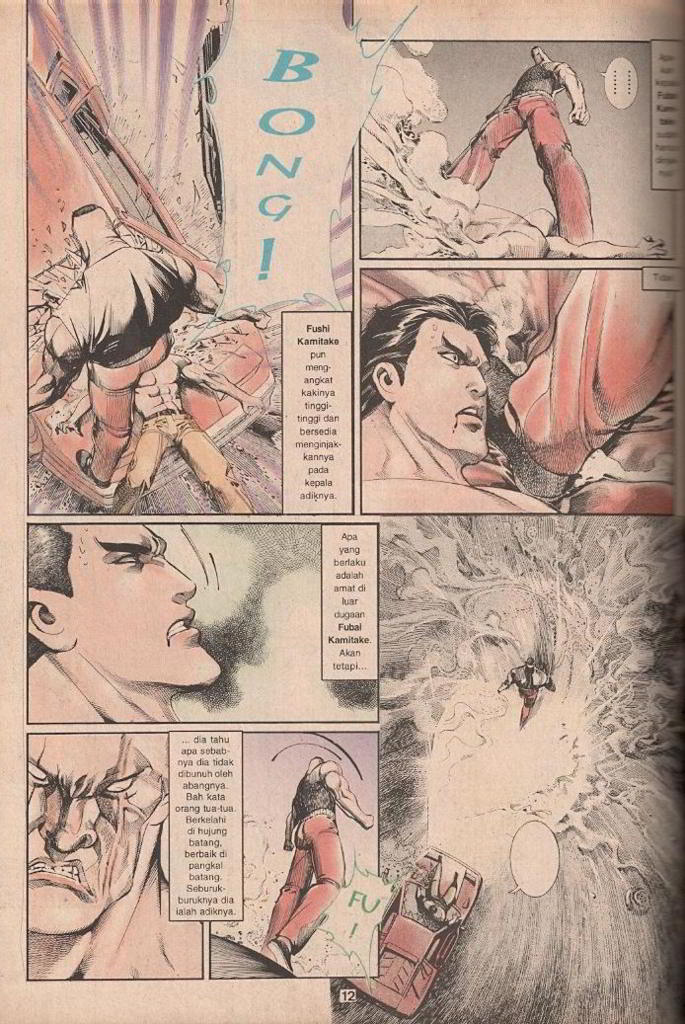 BONG!
Fushi
Kamitake
pun
meng-
angkat
kakinya
tinggi-
tinggi dan
bersedia
menginjak-
kannya
pada
kepala
adiknya.
Apa
yang
berlaku
adalah
amat di
luar
dugaan
Fubai
Kamitake.
Akan
tetapi...
... dia tahu
apa sebab-
nya dia tidak
dibunuh oleh
abangnya.
Bah kata
orang tua-tua.
Berkelahi
di hujung
batang,
berbaik di
pangkal
batang.
Seburuk-
buruknya dia
ialah adiknya.
FU
!
12